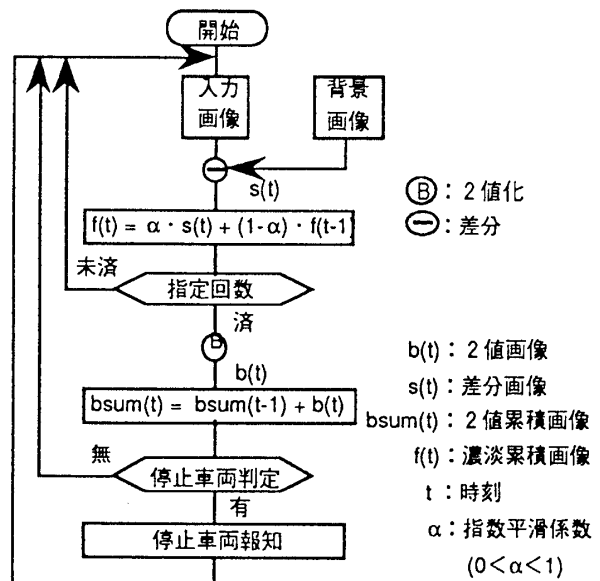 開始
入力
画像
背景
画像
s(t)
f(t) = α・s(t) + (1-α)・f(t-1
未済
指定回数
済
B
b(t)
bsum(t) = bsum(t-1) + b(t)
無
停止車両判定
有
停止車両報知
B : 2値化
− : 差分
b(t) : 2値画像
s(t) : 差分画像
bsum(t) : 2値累積画像
f(t) : 濃淡累積画像
t : 時刻
α : 指数平滑係数
(0<α<1)